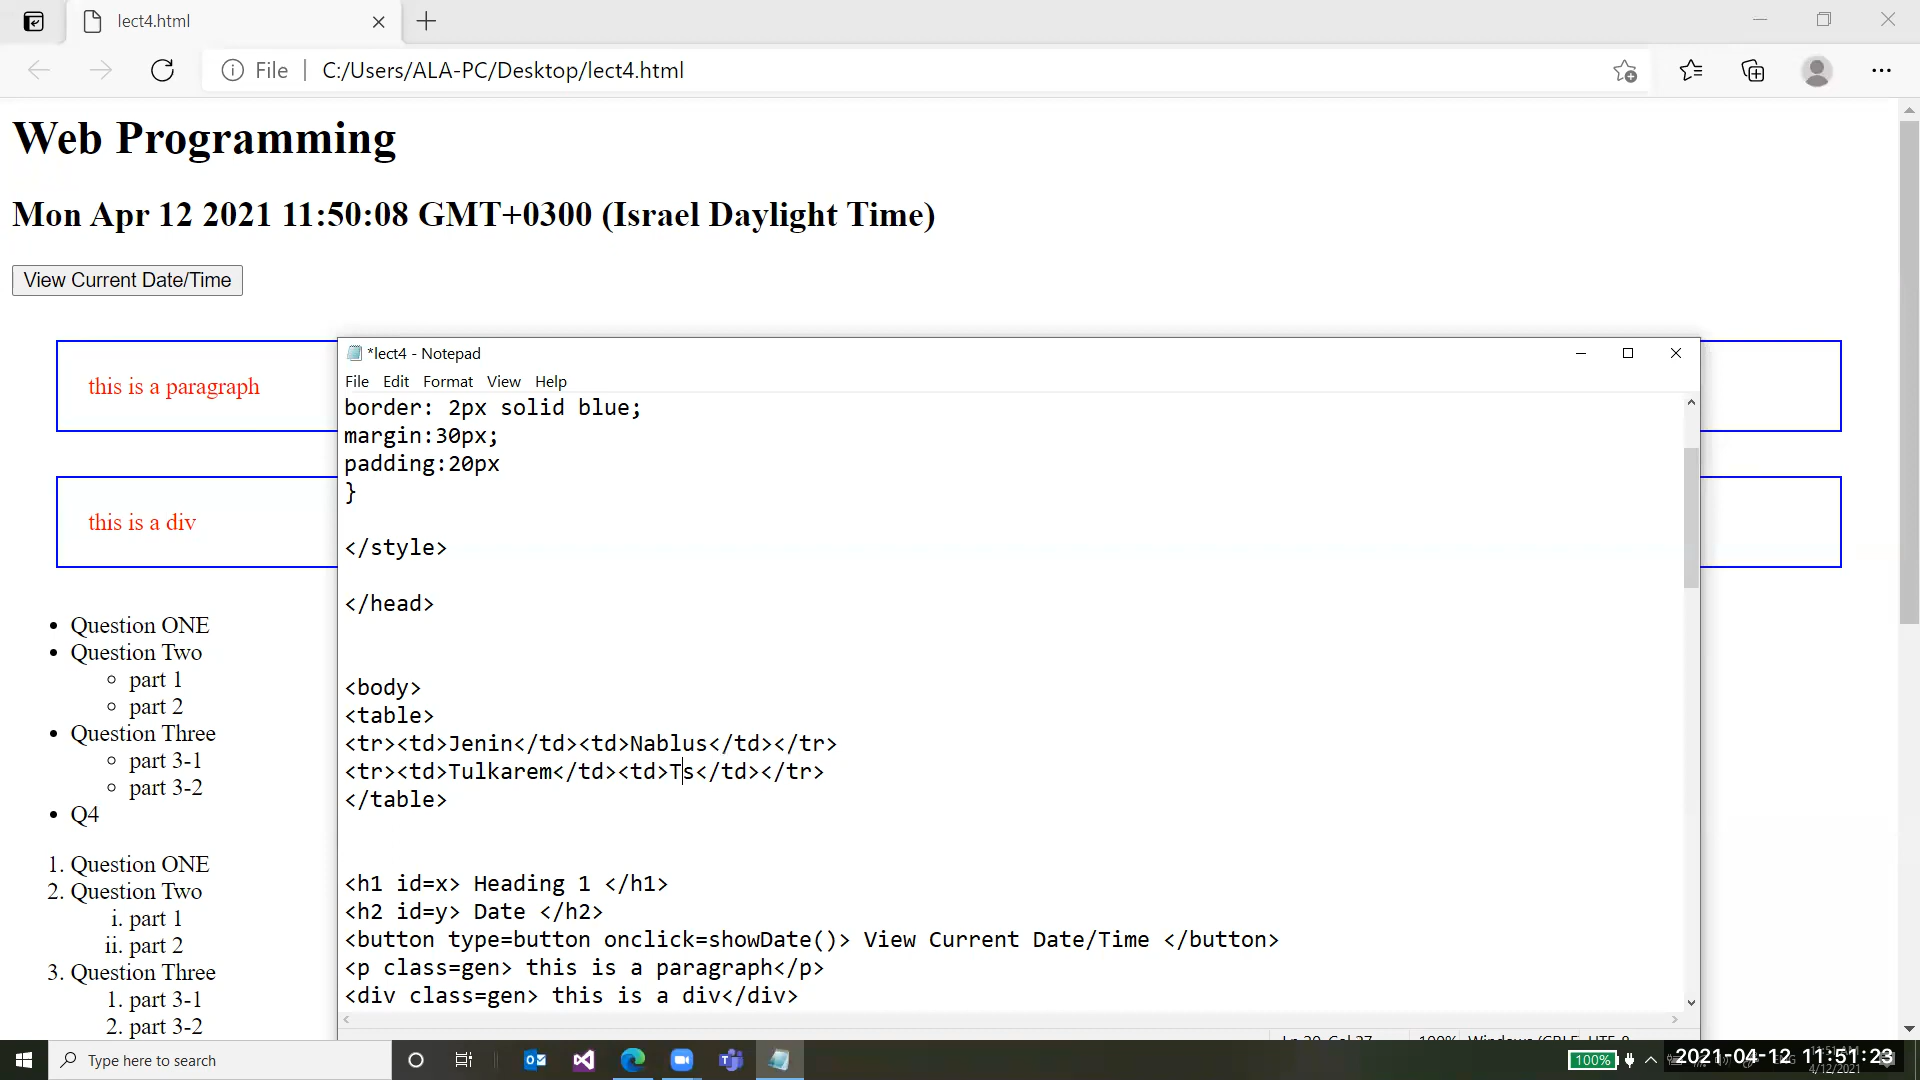 lect4.html
File
C:/Users/ALA-PC/Desktop/lect4.html
Web Programming
Mon Apr 12 2021 11:50:08 GMT+0300 (Israel Daylight Time)
View Current Date/Time
this is a paragraph
this is a div
• Question ONE
• Question Two
◦ part 1
◦ part 2
• Question Three
◦ part 3-1
◦ part 3-2
• Q4
1. Question ONE
2. Question Two
i. part 1
ii. part 2
3. Question Three
1. part 3-1
2. part 3-2
*lect4 - Notepad
File Edit Format View Help
border: 2px solid blue;
margin:30px;
padding:20px
}
</style>
</head>
<body>
<table>
<tr><td>Jenin</td><td>Nablus</td></tr>
<tr><td>Tulkarem</td><td>Ts</td></tr>
</table>
<h1 id=x> Heading 1 </h1>
<h2 id=y> Date </h2>
<button type=button onclick=showDate()> View Current Date/Time </button>
<p class=gen> this is a paragraph</p>
<div class=gen> this is a div</div>
Type here to search
100%
2021-04-12 11:51:23
4/12/2021